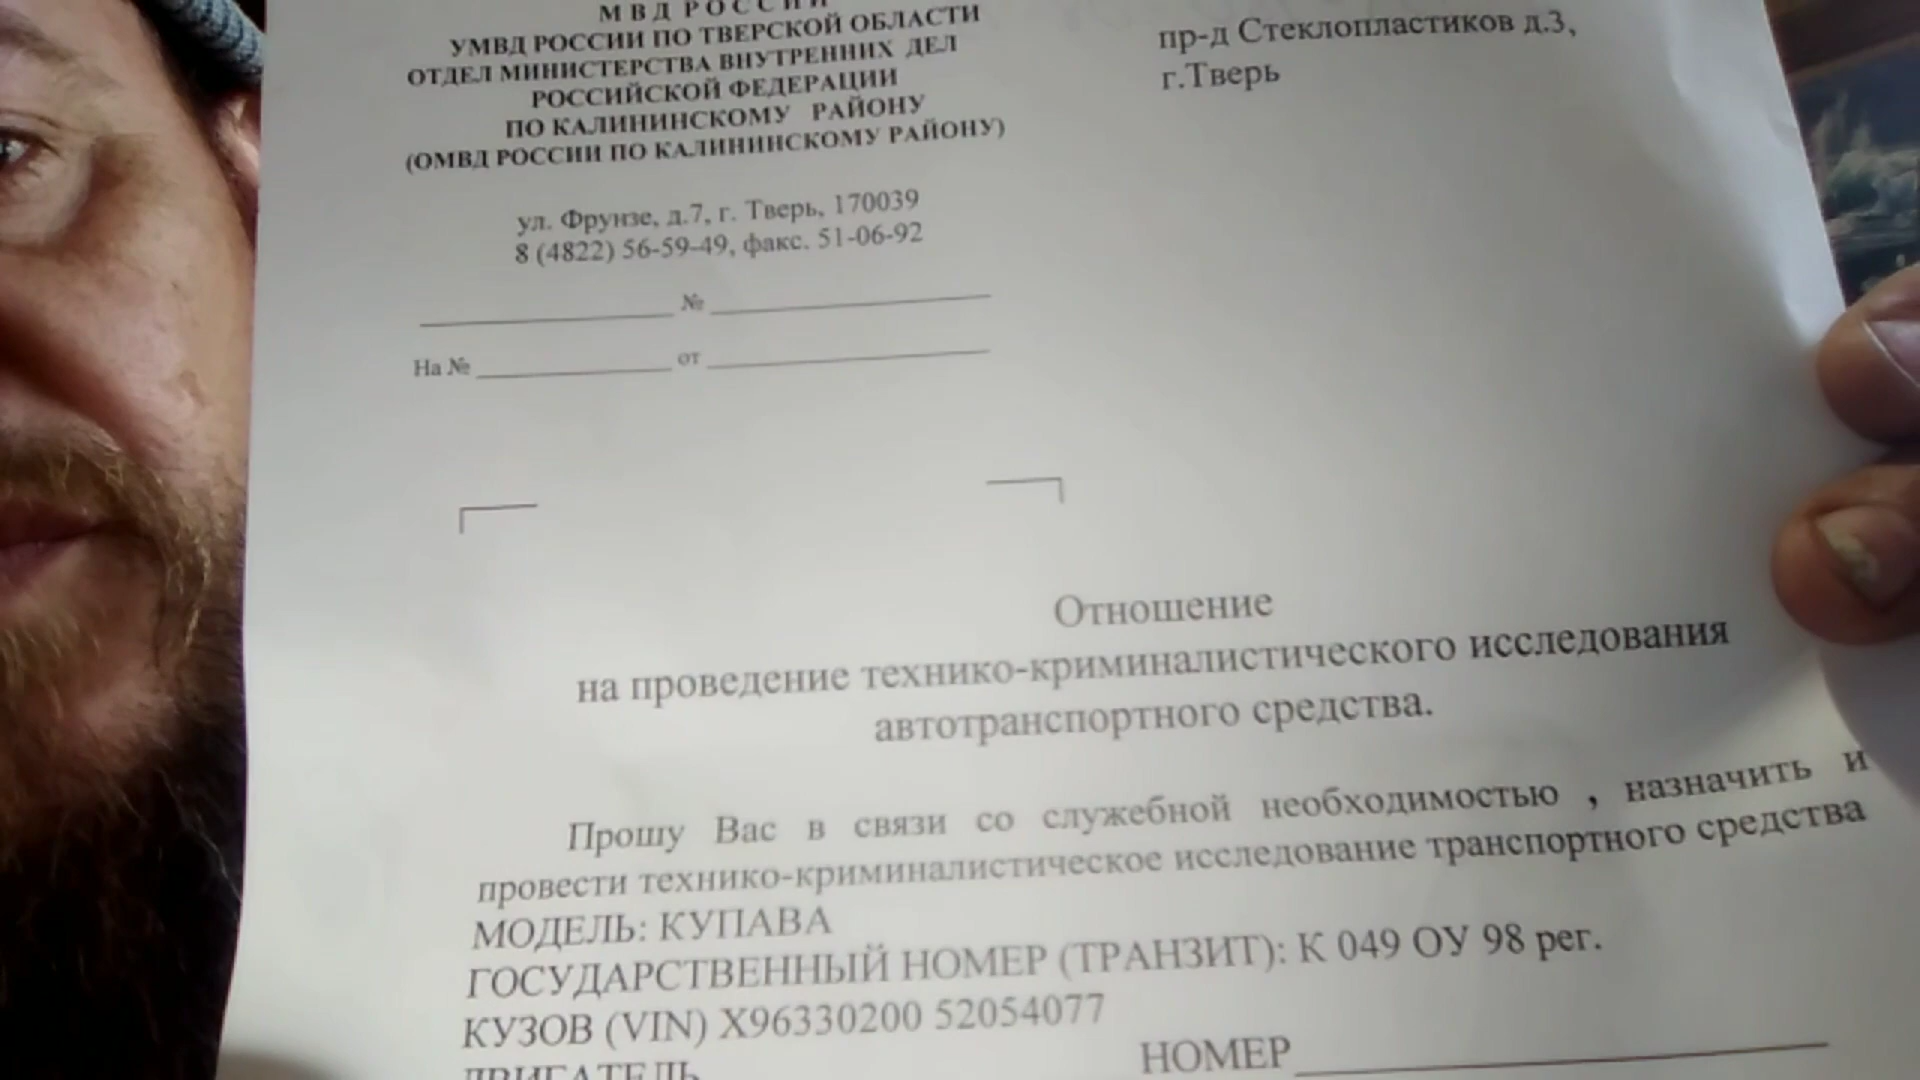 МВД РОССИИ
УМВД РОССИИ ПО ТВЕРСКОЙ ОБЛАСТИ
ОТДЕЛ МИНИСТЕРСТВА ВНУТРЕННИХ ДЕЛ
РОССИЙСКОЙ ФЕДЕРАЦИИ
ПО КАЛИНИНСКОМУ РАЙОНУ
(ОМВД РОССИИ ПО КАЛИНИНСКОМУ РАЙОНУ)
ул. Фрунзе, д.7, г. Тверь, 170039
8 (4822) 56-59-49, факс. 51-06-92
№
На № от
пр-д Стеклопластиков д.3,
г.Тверь
Отношение
на проведение технико-криминалистического исследования
автотранспортного средства.
Прошу Вас в связи со служебной необходимостью , назначить и
провести технико-криминалистическое исследование транспортного средства
МОДЕЛЬ: КУПАВА
ГОСУДАРСТВЕННЫЙ НОМЕР (ТРАНЗИТ): К 049 ОУ 98 рег.
КУЗОВ (VIN) X96330200 52054077
ДВИГАТЕЛЬ НОМЕР